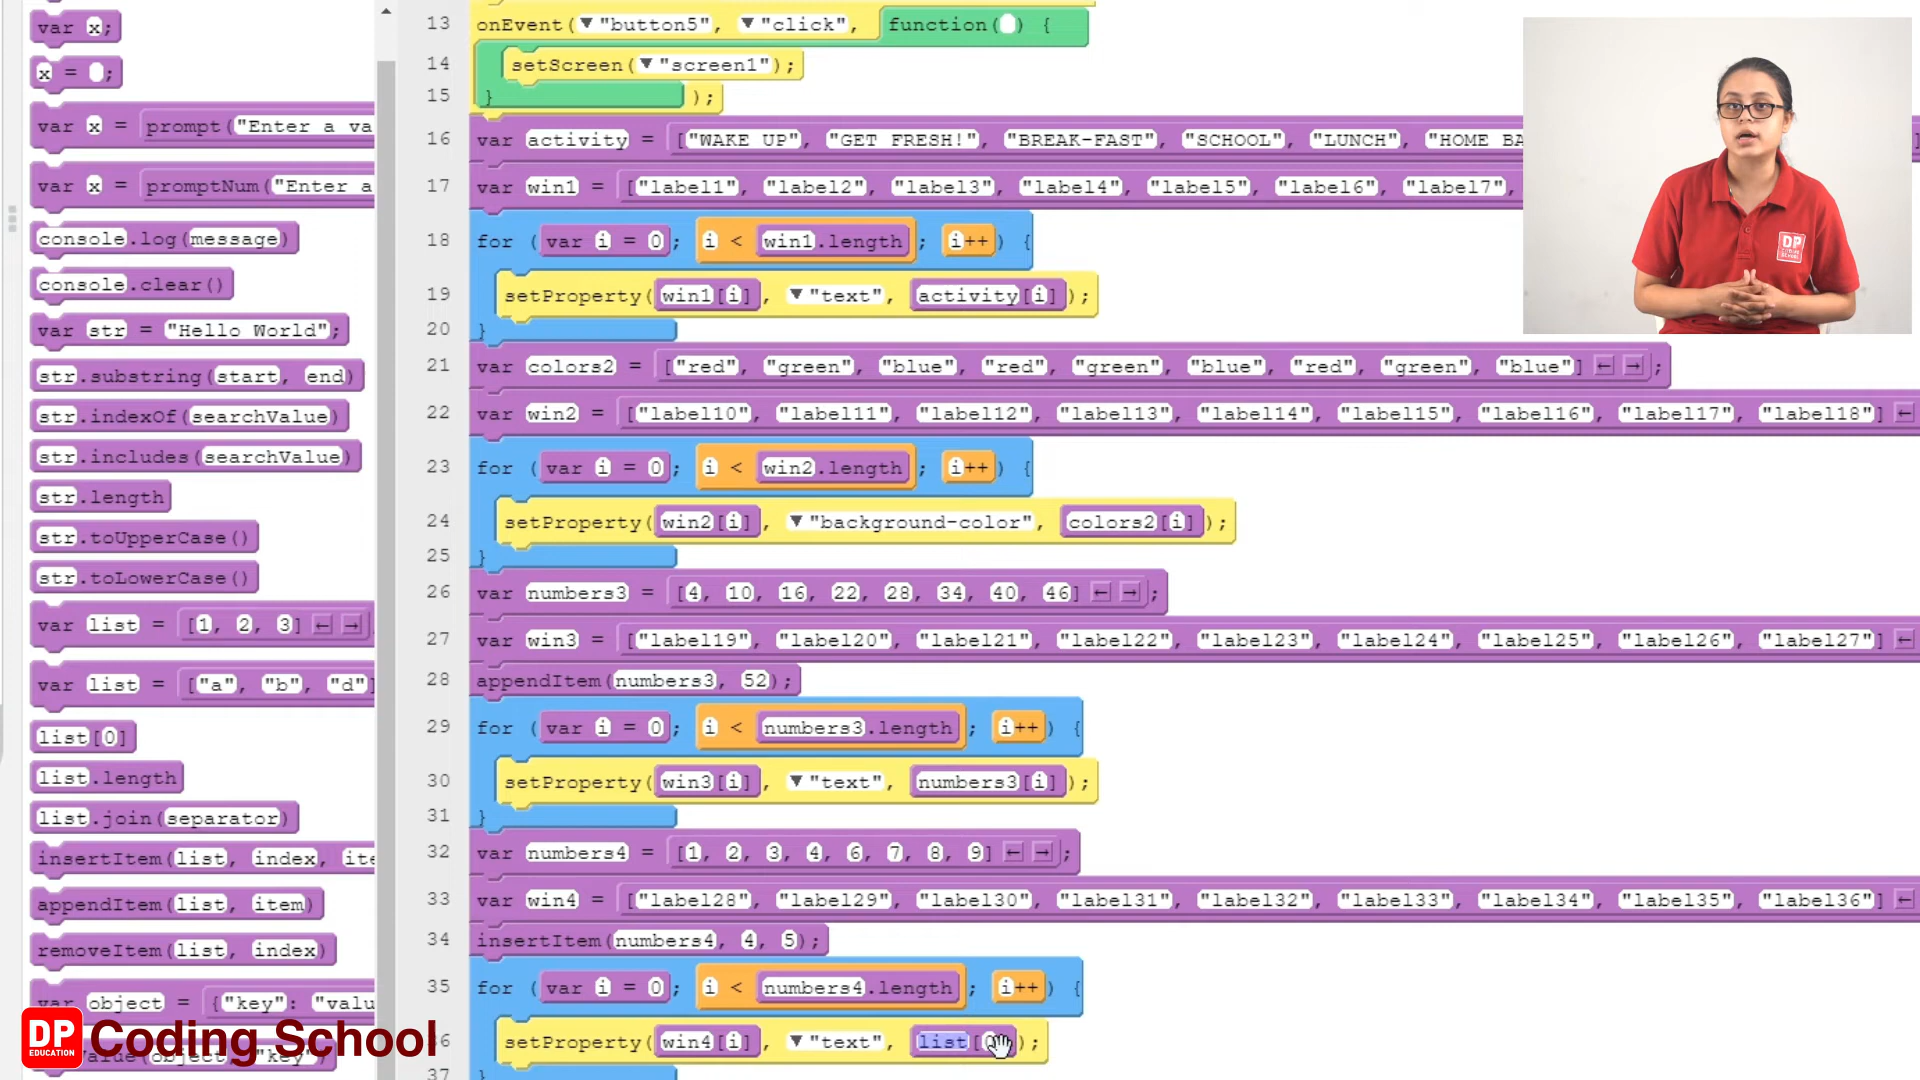 var x;
x = ;
var x = prompt("Enter a va
var x = promptNum("Enter a
console.log(message)
console.clear()
var str = "Hello World";
str.substring(start, end)
str.indexOf(searchValue)
str.includes(searchValue)
str.length
str.toUpperCase()
str.toLowerCase()
var list = [1, 2, 3] ← →
var list = ["a", "b", "d"]
list[0]
list.length
list.join(separator)
insertItem(list, index, ite
appendItem(list, item)
removeItem(list, index)
var object = {"key": "valu
DP EDUCATION Coding School
13 onEvent(▼"button5", ▼"click", function() {
14 setScreen(▼"screen1");
15 } );
16 var activity = ["WAKE UP", "GET FRESH!", "BREAK-FAST", "SCHOOL", "LUNCH", "HOME BA
17 var win1 = ["label1", "label2", "label3", "label4", "label5", "label6", "label7",
18 for (var i = 0; i < win1.length; i++) {
19 setProperty(win1[i], ▼"text", activity[i]);
20 }
21 var colors2 = ["red", "green", "blue", "red", "green", "blue", "red", "green", "blue"] ← →;
22 var win2 = ["label10", "label11", "label12", "label13", "label14", "label15", "label16", "label17", "label18"] ←
23 for (var i = 0; i < win2.length; i++) {
24 setProperty(win2[i], ▼"background-color", colors2[i]);
25 }
26 var numbers3 = [4, 10, 16, 22, 28, 34, 40, 46] ← →;
27 var win3 = ["label19", "label20", "label21", "label22", "label23", "label24", "label25", "label26", "label27"] ←
28 appendItem(numbers3, 52);
29 for (var i = 0; i < numbers3.length; i++) {
30 setProperty(win3[i], ▼"text", numbers3[i]);
31 }
32 var numbers4 = [1, 2, 3, 4, 6, 7, 8, 9] ← →;
33 var win4 = ["label28", "label29", "label30", "label31", "label32", "label33", "label34", "label35", "label36"] ←
34 insertItem(numbers4, 4, 5);
35 for (var i = 0; i < numbers4.length; i++) {
36 setProperty(win4[i], ▼"text", list[ );
37 }
DP CODING SCHOOL